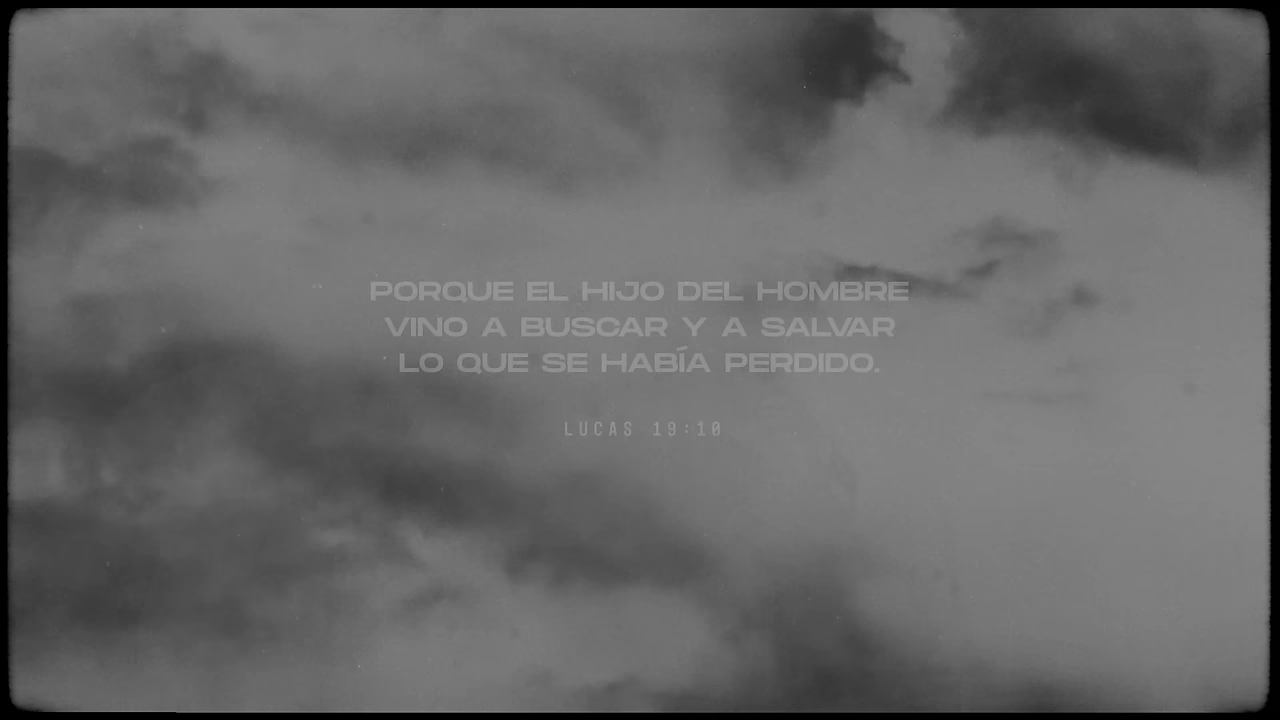 PORQUE EL HIJO DEL HOMBRE
VINO A BUSCAR Y A SALVAR
LO QUE SE HABÍA PERDIDO.
LUCAS 19:10